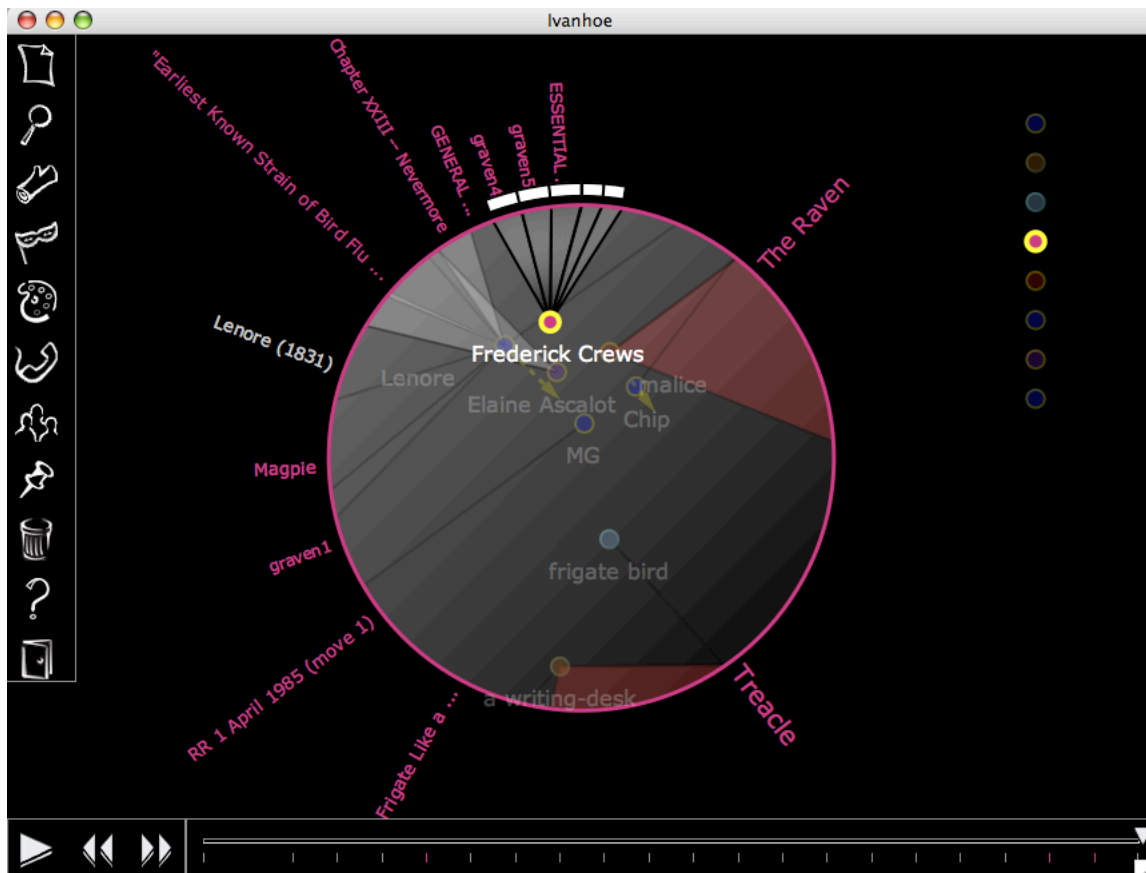 Ivanhoe
"Earliest Known Strain of Bird Flu ...
Chapter XXIII – Nevermore
GENERAL ...
graven4
graven5
ESSENTIAL ...
The Raven
Lenore (1831)
Frederick Crews
Lenore
malice
Elaine Ascalot
Chip
MG
Magpie
graven1
frigate bird
RR 1 April 1985 (move 1)
a writing-desk
Treacle
Frigate Like a ...